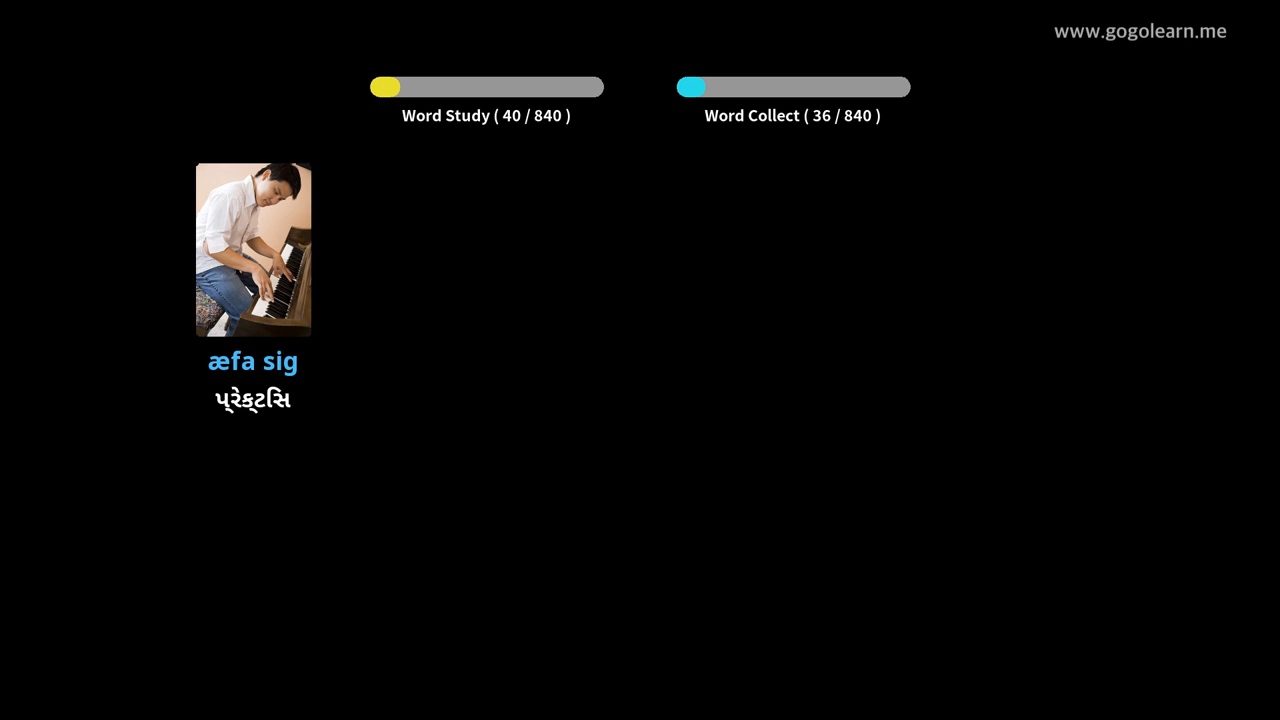 www.gogolearn.me
Word Study ( 40 / 840 )
Word Collect ( 36 / 840 )
æfa sig
પ્રેક્ટિસ